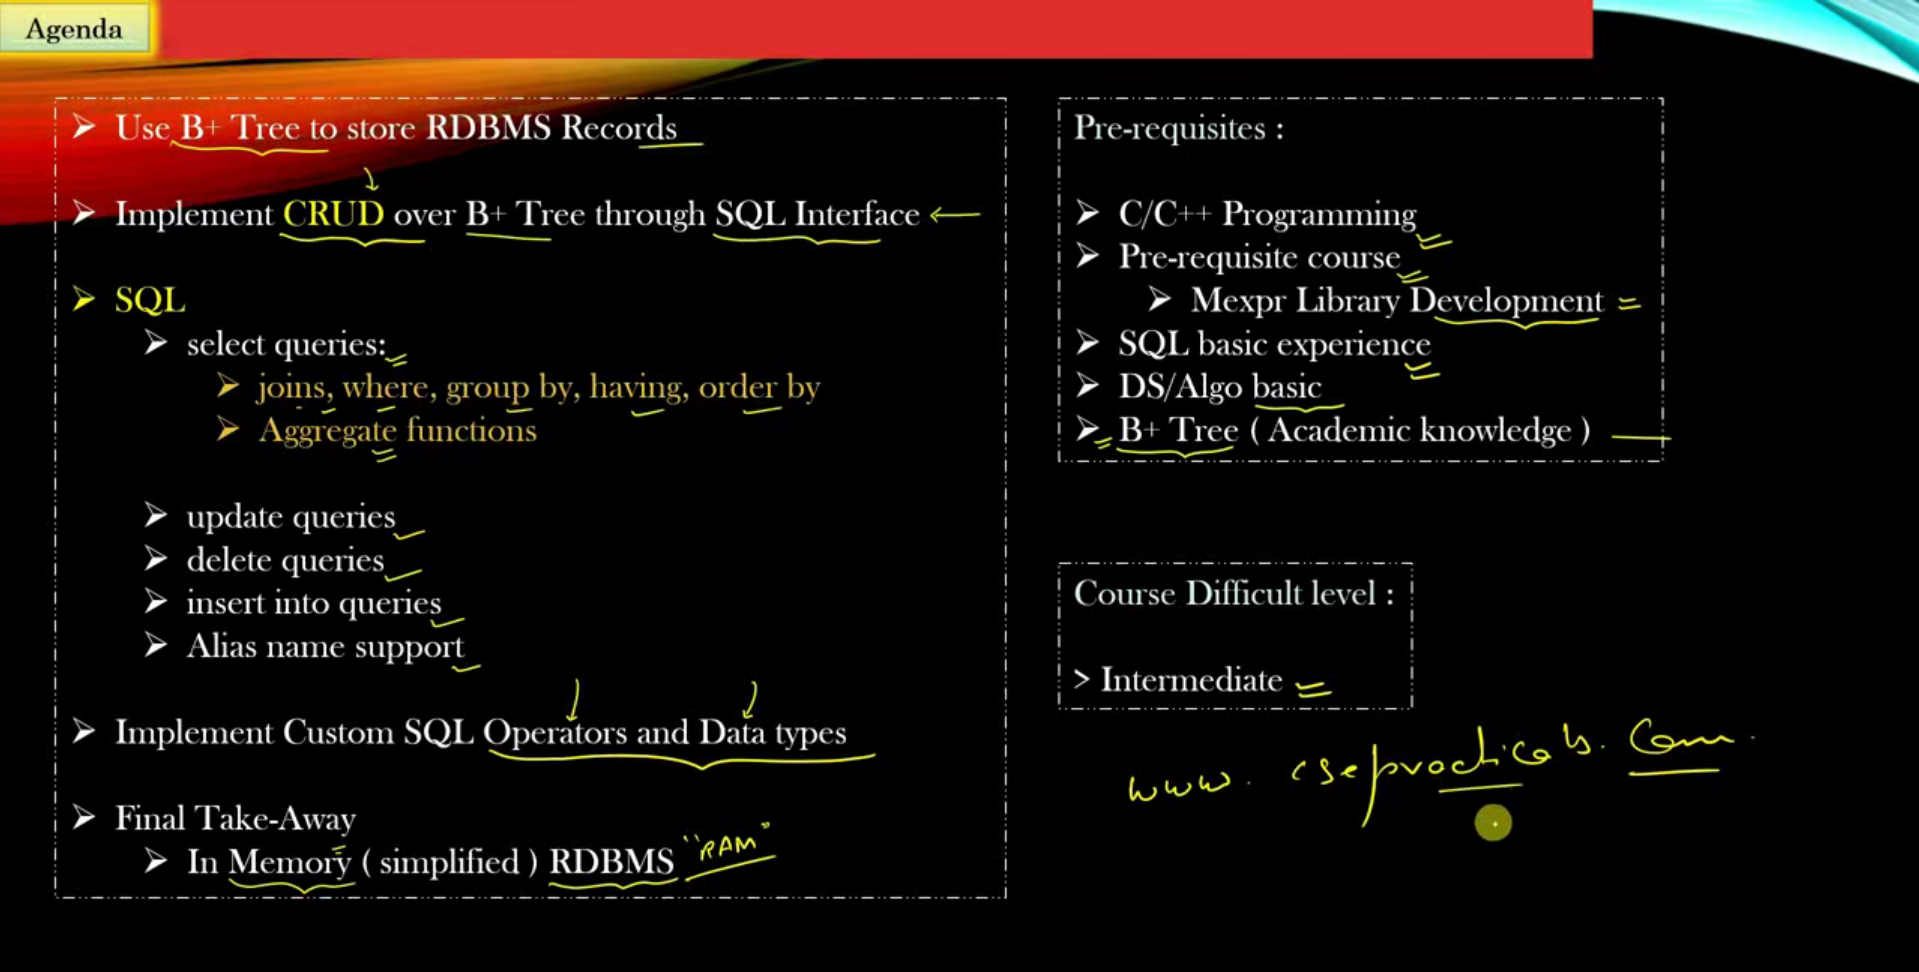 Agenda
Use B+ Tree to store RDBMS Records
Implement CRUD over B+ Tree through SQL Interface
SQL
select queries:
joins, where, group by, having, order by
Aggregate functions
update queries
delete queries
insert into queries
Alias name support
Implement Custom SQL Operators and Data types
Final Take-Away
In Memory ( simplified ) RDBMS "RAM"
Pre-requisites :
C/C++ Programming
Pre-requisite course
Mexpr Library Development
SQL basic experience
DS/Algo basic
B+ Tree ( Academic knowledge )
Course Difficult level :
> Intermediate
www. csepracticals. com